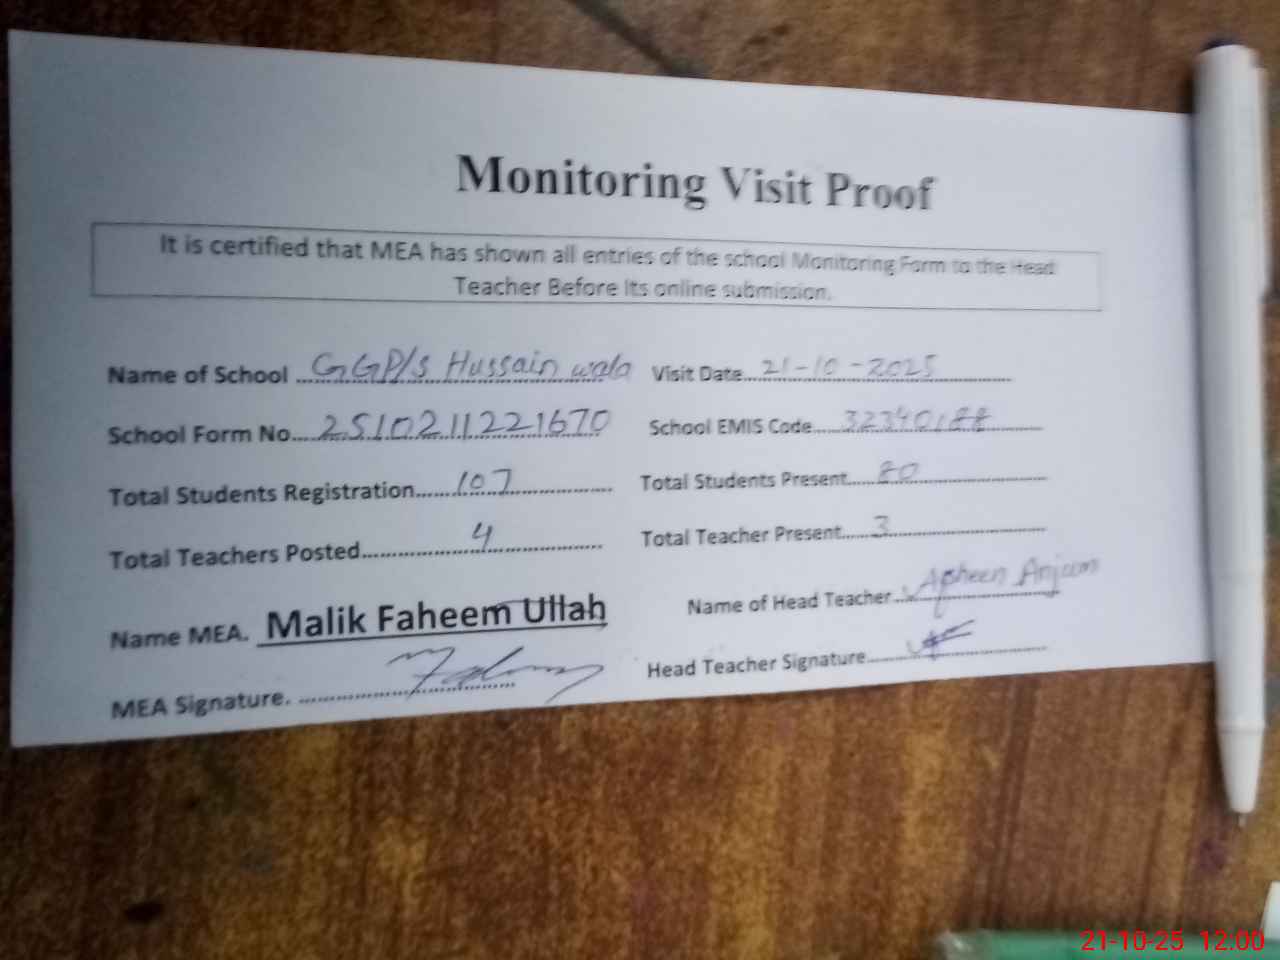 Monitoring Visit Proof
It is certified that MEA has shown all entries of the school Monitoring Form to the Head
Teacher Before Its online submission.
Name of School GGP/s Hussain wala Visit Date 21-10-2025
School Form No 2510211221670 School EMIS Code 32340188
Total Students Registration 107 Total Students Present 80
Total Teachers Posted 4 Total Teacher Present 3
Name MEA. Malik Faheem Ullah Name of Head Teacher Anjum
MEA Signature. Head Teacher Signature
21-10-25 12:00